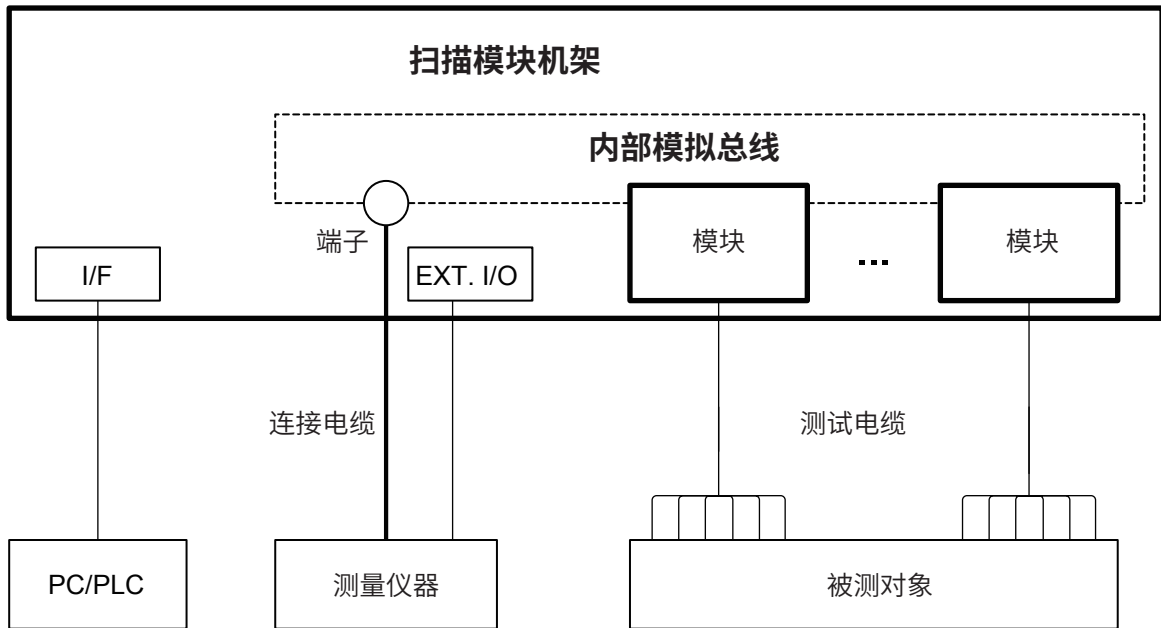 扫描模块机架
内部模拟总线
端子
模块
...
模块
I/F
EXT. I/O
连接电缆
测试电缆
PC/PLC
测量仪器
被测对象